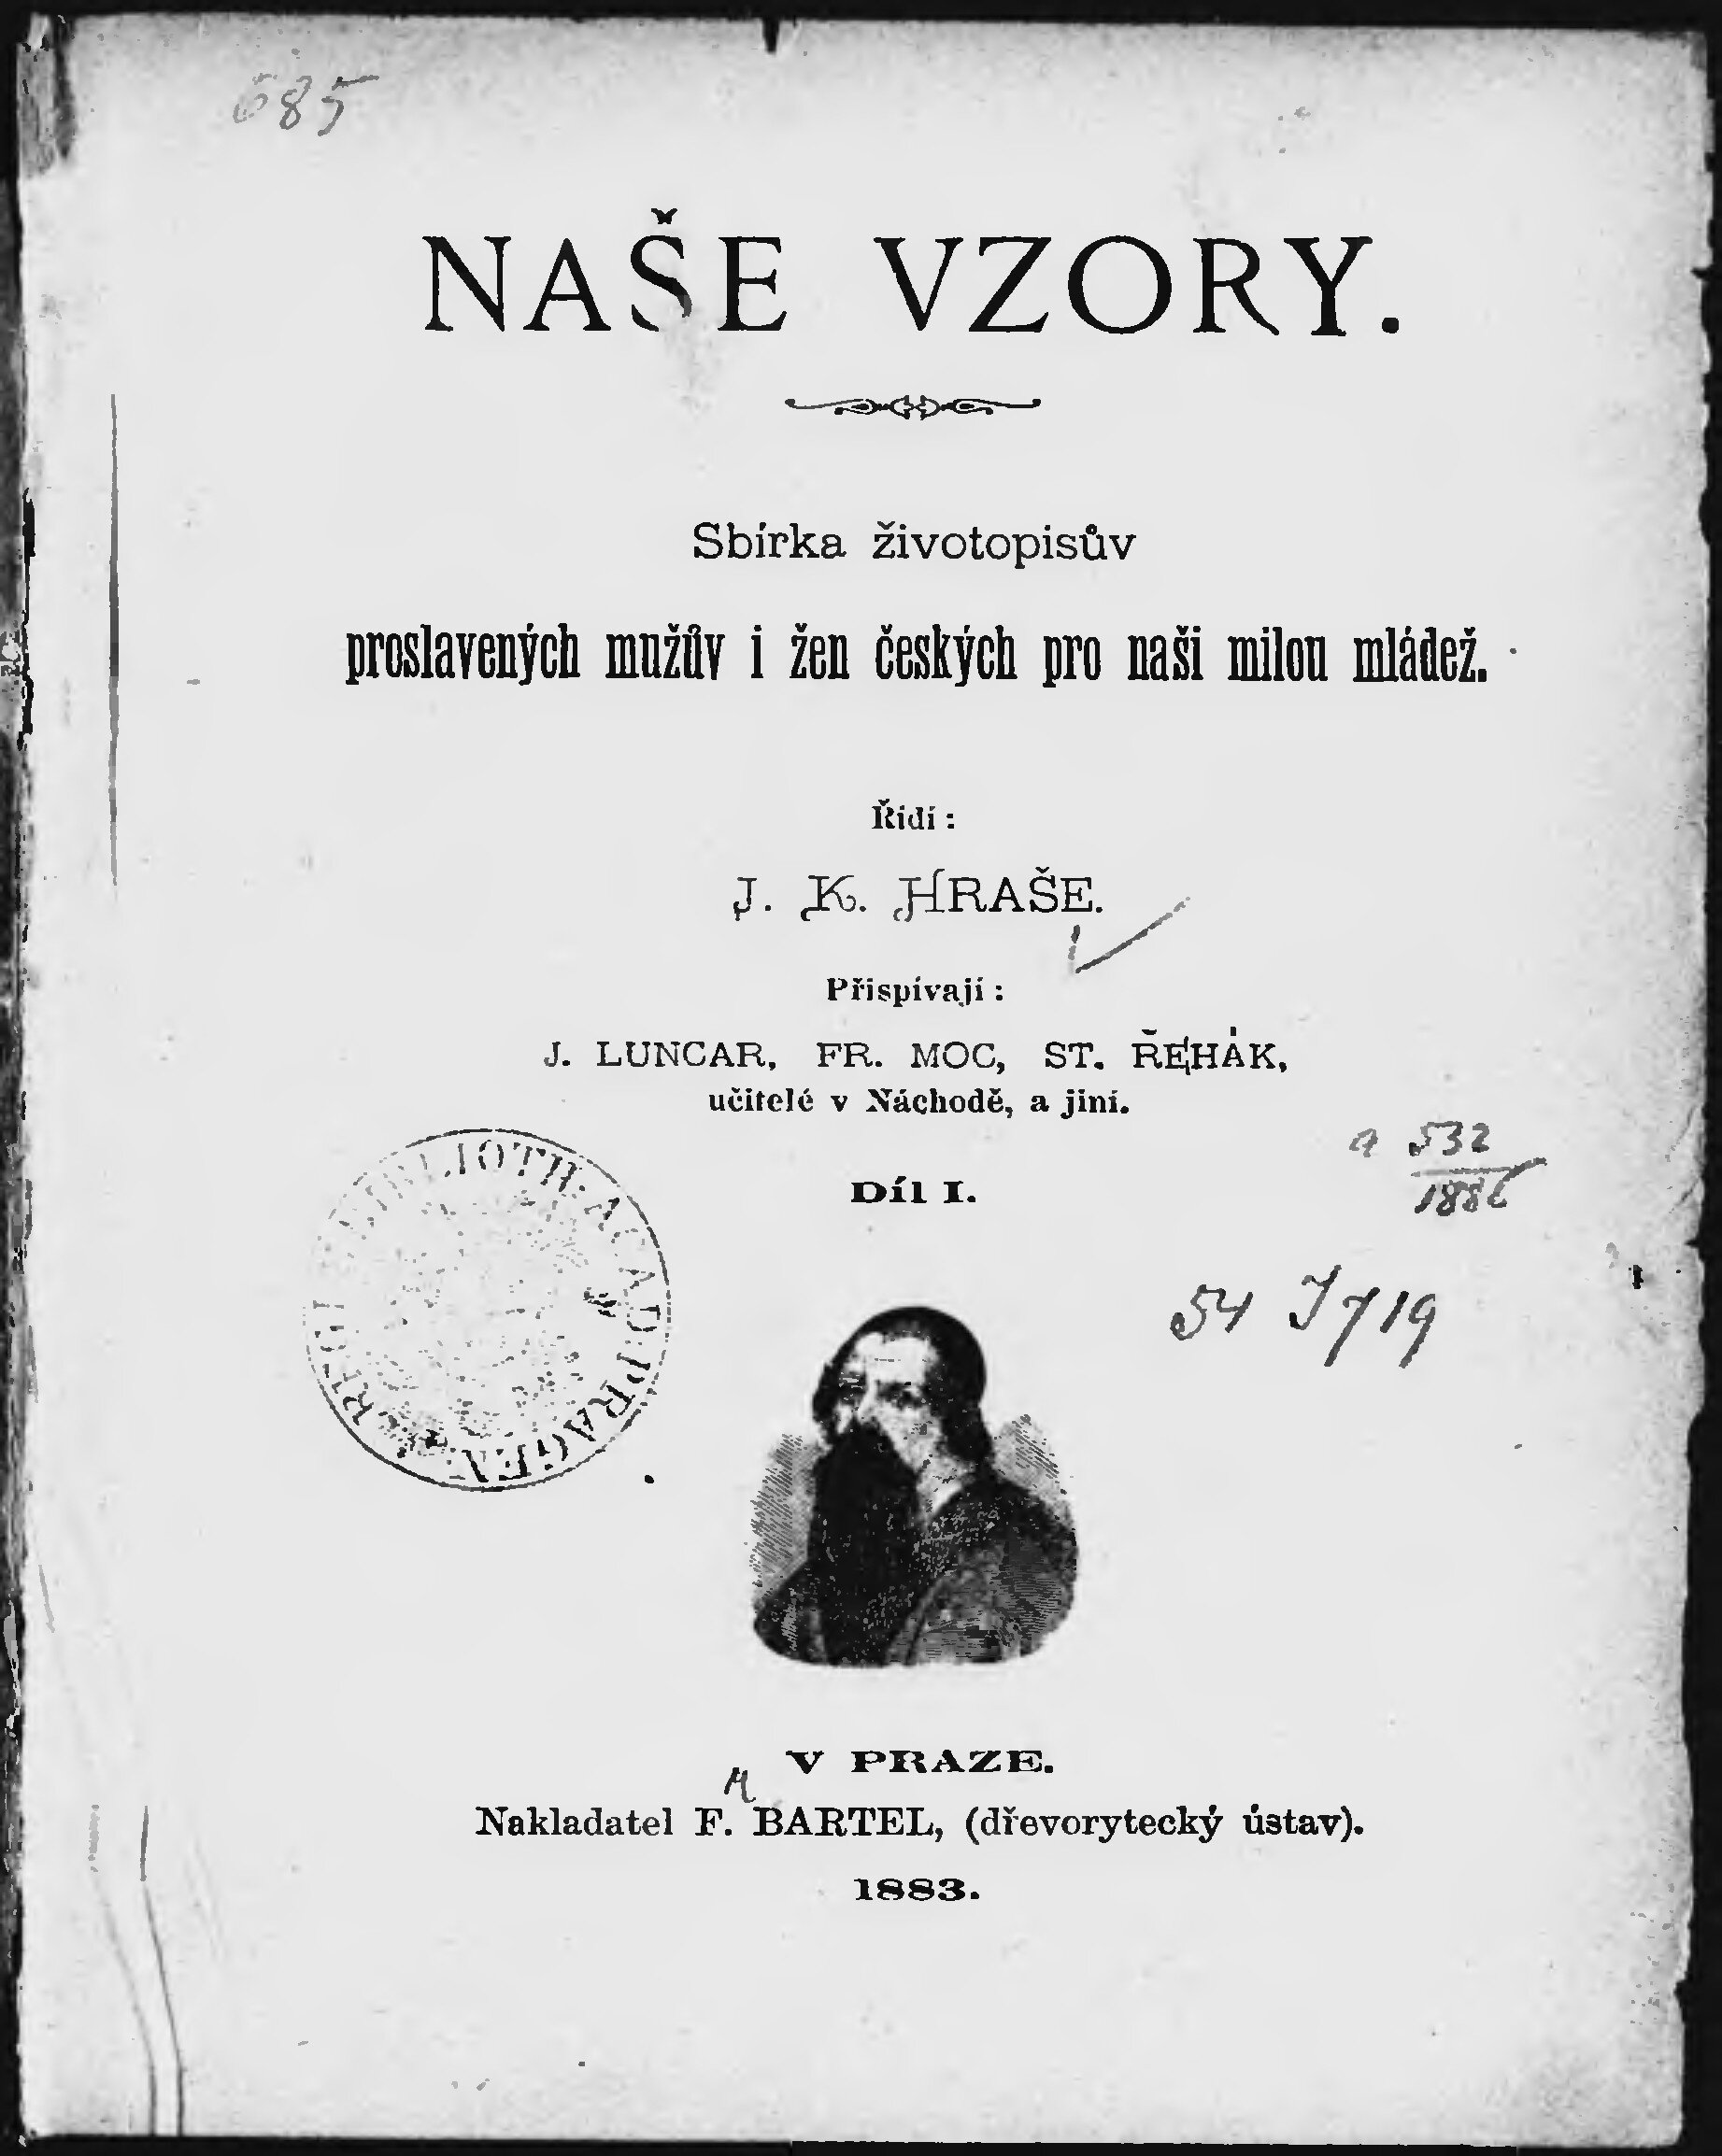 685
NAŠE VZORY.
Sbírka životopisův
proslavených mužův i žen českých pro naši milou mládež.
Řídí:
J. K. HRAŠE.
Přispívají:
J. LUNCAR, FR. MOC, ST. ŘEHÁK,
učitelé v Náchodě, a jiní.
a 532
1886
Díl I.
54 J 719
V PRAZE.
Nakladatel F. BARTEL, (dřevorytecký ústav).
1883.